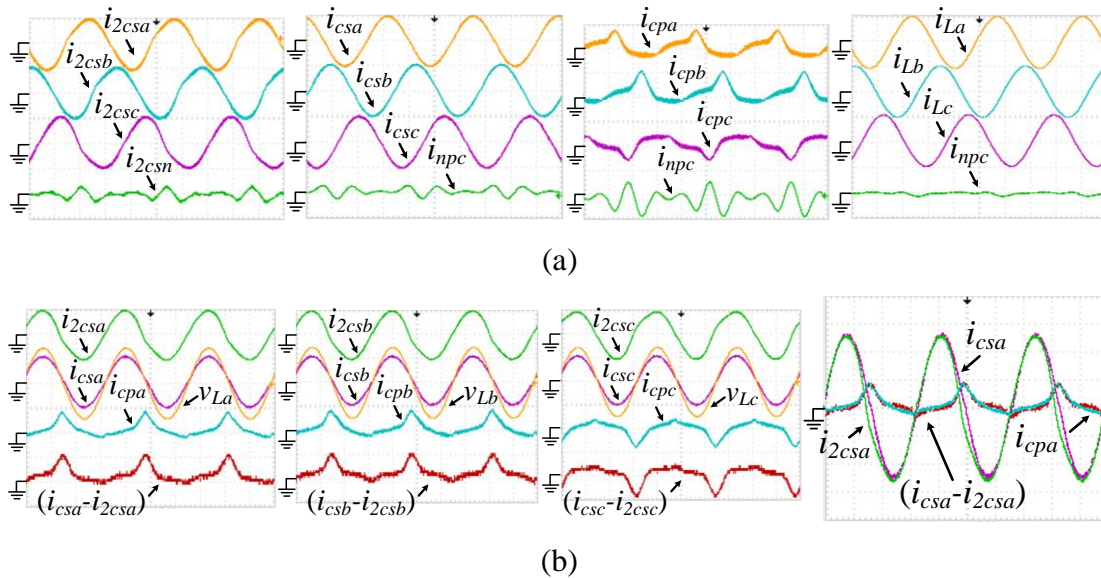 i2csa
i2csb
i2csc
i2csn
icsa
icsb
icsc
inpc
icpa
icpb
icpc
inpc
iLa
iLb
iLc
inpc
(a)
i2csa
icsa
icpa
vLa
(icsa-i2csa)
i2csb
icsb
icpb
vLb
(icsb-i2csb)
i2csc
icsc
icpc
vLc
(icsc-i2csc)
icsa
i2csa
icpa
(icsa-i2csa)
(b)